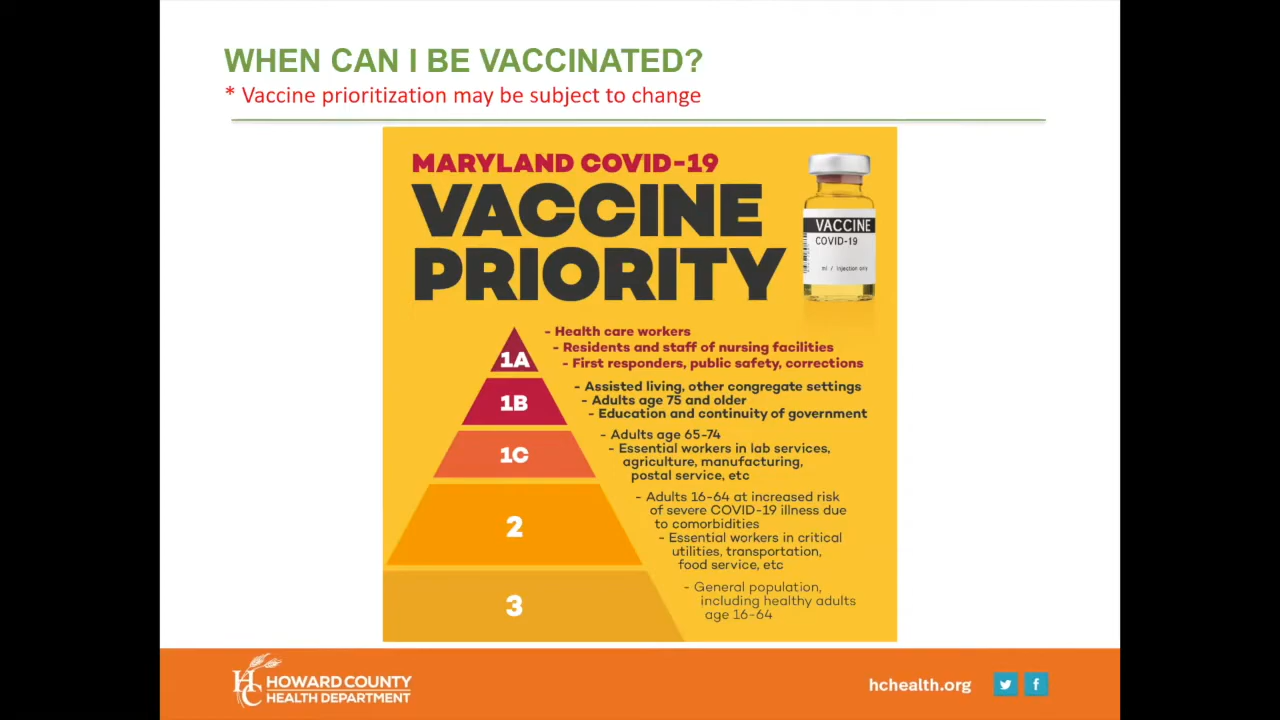 WHEN CAN I BE VACCINATED?
* Vaccine prioritization may be subject to change
MARYLAND COVID-19
VACCINE
PRIORITY
VACCINE
COVID-19
ml / injection only
1A
- Health care workers
- Residents and staff of nursing facilities
- First responders, public safety, corrections
1B
- Assisted living, other congregate settings
- Adults age 75 and older
- Education and continuity of government
1C
- Adults age 65-74
- Essential workers in lab services,
agriculture, manufacturing,
postal service, etc
2
- Adults 16-64 at increased risk
of severe COVID-19 illness due
to comorbidities
- Essential workers in critical
utilities, transportation,
food service, etc
3
- General population,
including healthy adults
age 16-64
HC
HOWARD COUNTY
HEALTH DEPARTMENT
hchealth.org